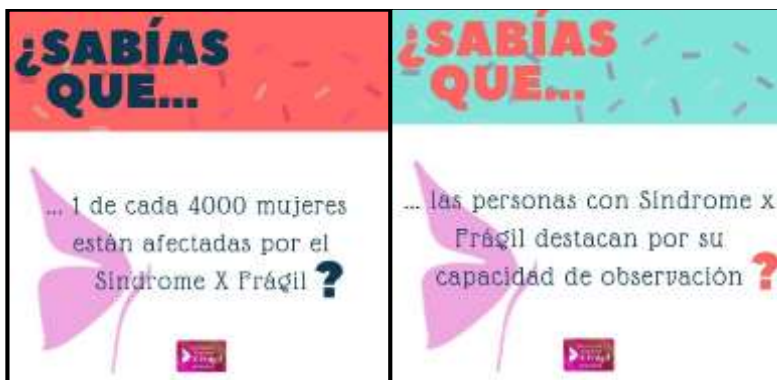 ¿SABÍAS
QUE...
... 1 de cada 4000 mujeres
están afectadas por el
Síndrome X Frágil ?
¿SABÍAS
QUE...
... las personas con Síndrome x
Frágil destacan por su
capacidad de observación ?